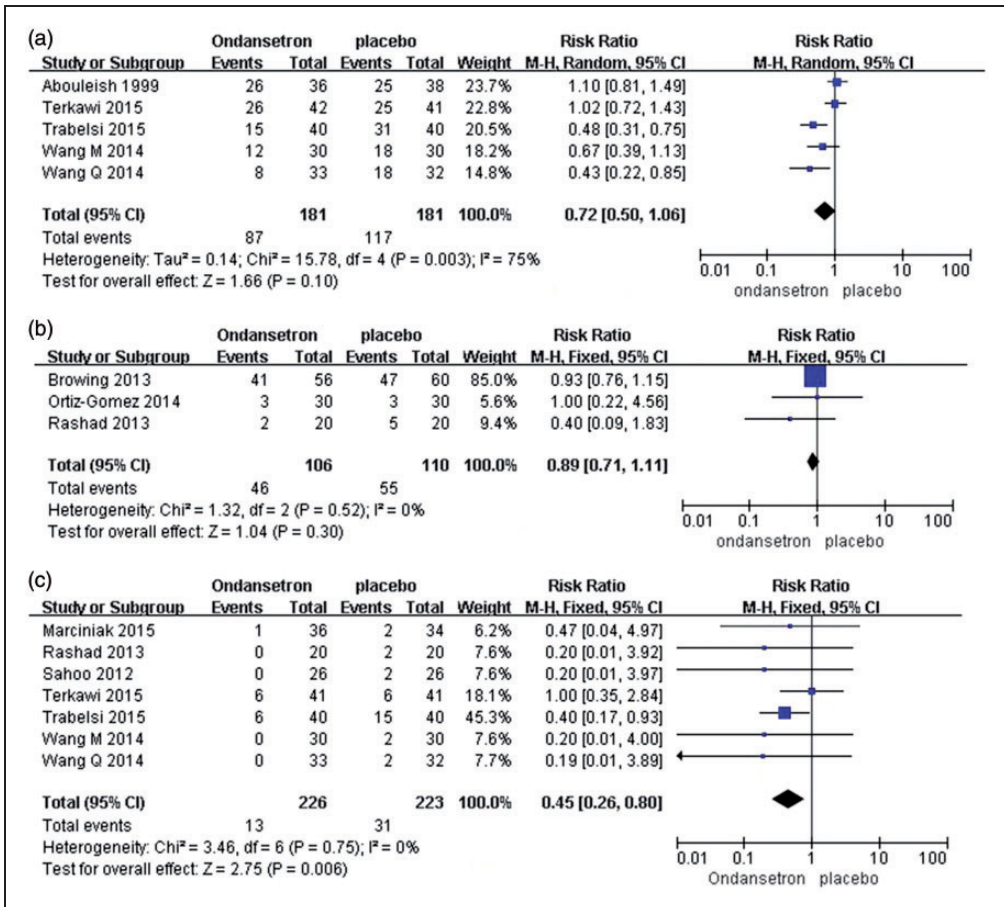 (a)
Ondansetron placebo Risk Ratio Risk Ratio
Study or Subgroup Events Total Events Total Weight M-H, Random, 95% CI M-H, Random, 95% CI
Abouleish 1999 26 36 25 38 23.7% 1.10 [0.81, 1.49]
Terkawi 2015 26 42 25 41 22.8% 1.02 [0.72, 1.43]
Trabelsi 2015 15 40 31 40 20.5% 0.48 [0.31, 0.75]
Wang M 2014 12 30 18 30 18.2% 0.67 [0.39, 1.13]
Wang Q 2014 8 33 18 32 14.8% 0.43 [0.22, 0.85]
Total (95% CI) 181 181 100.0% 0.72 [0.50, 1.06]
Total events 87 117
Heterogeneity: Tau² = 0.14; Chi² = 15.78, df = 4 (P = 0.003); I² = 75%
Test for overall effect: Z = 1.66 (P = 0.10)
0.01 0.1 1 10 100
ondansetron placebo
(b)
Ondansetron placebo Risk Ratio Risk Ratio
Study or Subgroup Events Total Events Total Weight M-H, Fixed, 95% CI M-H, Fixed, 95% CI
Browing 2013 41 56 47 60 85.0% 0.93 [0.76, 1.15]
Ortiz-Gomez 2014 3 30 3 30 5.6% 1.00 [0.22, 4.56]
Rashad 2013 2 20 5 20 9.4% 0.40 [0.09, 1.83]
Total (95% CI) 106 110 100.0% 0.89 [0.71, 1.11]
Total events 46 55
Heterogeneity: Chi² = 1.32, df = 2 (P = 0.52); I² = 0%
Test for overall effect: Z = 1.04 (P = 0.30)
0.01 0.1 1 10 100
ondansetron placebo
(c)
Ondansetron placebo Risk Ratio Risk Ratio
Study or Subgroup Events Total Events Total Weight M-H, Fixed, 95% CI M-H, Fixed, 95% CI
Marciniak 2015 1 36 2 34 6.2% 0.47 [0.04, 4.97]
Rashad 2013 0 20 2 20 7.6% 0.20 [0.01, 3.92]
Sahoo 2012 0 26 2 26 7.6% 0.20 [0.01, 3.97]
Terkawi 2015 6 41 6 41 18.1% 1.00 [0.35, 2.84]
Trabelsi 2015 6 40 15 40 45.3% 0.40 [0.17, 0.93]
Wang M 2014 0 30 2 30 7.6% 0.20 [0.01, 4.00]
Wang Q 2014 0 33 2 32 7.7% 0.19 [0.01, 3.89]
Total (95% CI) 226 223 100.0% 0.45 [0.26, 0.80]
Total events 13 31
Heterogeneity: Chi² = 3.46, df = 6 (P = 0.75); I² = 0%
Test for overall effect: Z = 2.75 (P = 0.006)
0.01 0.1 1 10 100
Ondansetron placebo